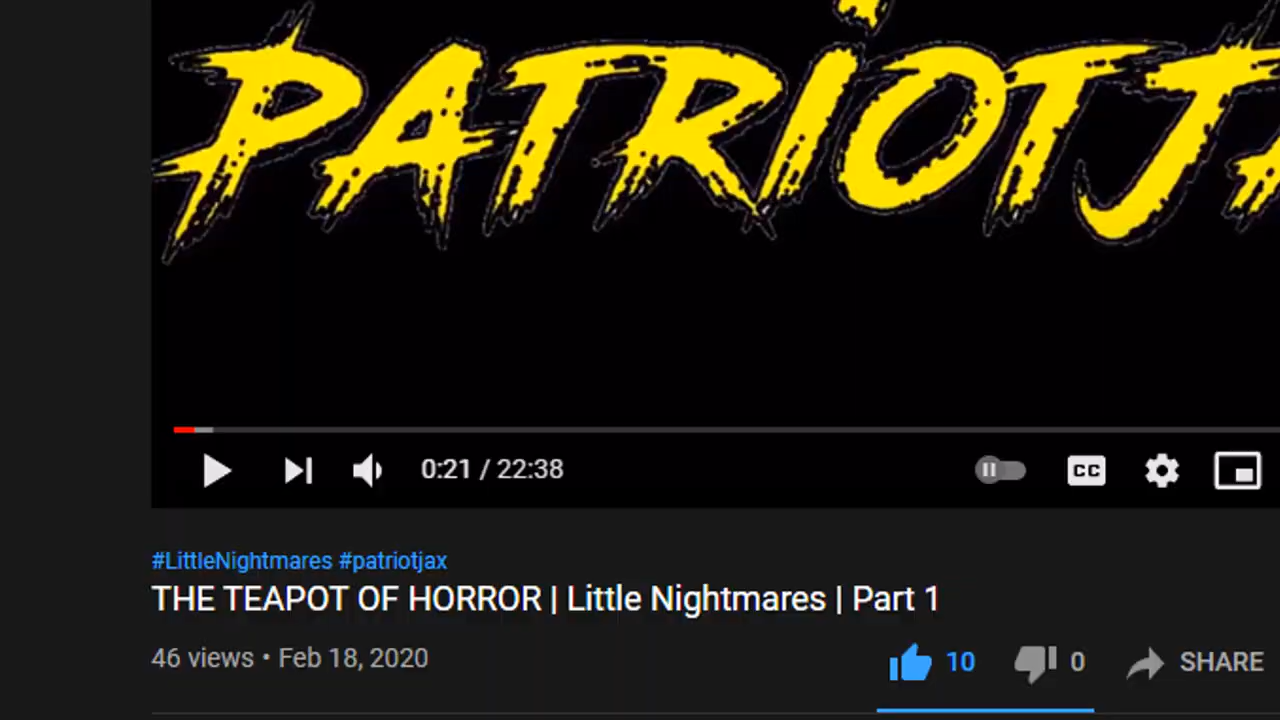 PATRIOTJA
0:21 / 22:38
CC
#LittleNightmares #patriotjax
THE TEAPOT OF HORROR | Little Nightmares | Part 1
46 views • Feb 18, 2020
10 0 SHARE